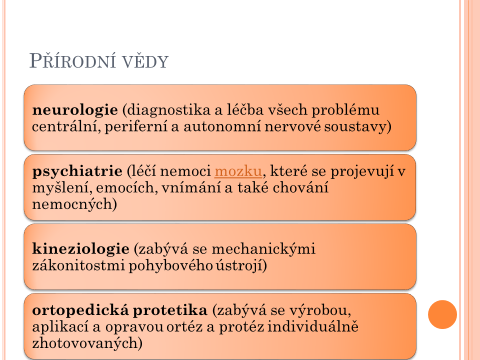 PŘÍRODNÍ VĚDY
neurologie (diagnostika a léčba všech problému
centrální, periferní a autonomní nervové soustavy)
psychiatrie (léčí nemoci mozku, které se projevují v
myšlení, emocích, vnímání a také chování
nemocných)
kineziologie (zabývá se mechanickými
zákonitostmi pohybového ústrojí)
ortopedická protetika (zabývá se výrobou,
aplikací a opravou ortéz a protéz individuálně
zhotovovaných)